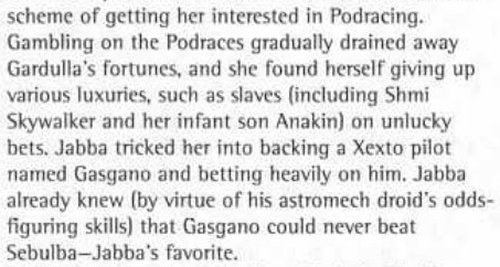 scheme of getting her interested in Podracing.
Gambling on the Podraces gradually drained away
Gardulla's fortunes, and she found herself giving up
various luxuries, such as slaves (including Shmi
Skywalker and her infant son Anakin) on unlucky
bets. Jabba tricked her into backing a Xexto pilot
named Gasgano and betting heavily on him. Jabba
already knew (by virtue of his astromech droid's odds-
figuring skills) that Gasgano could never beat
Sebulba—Jabba's favorite.